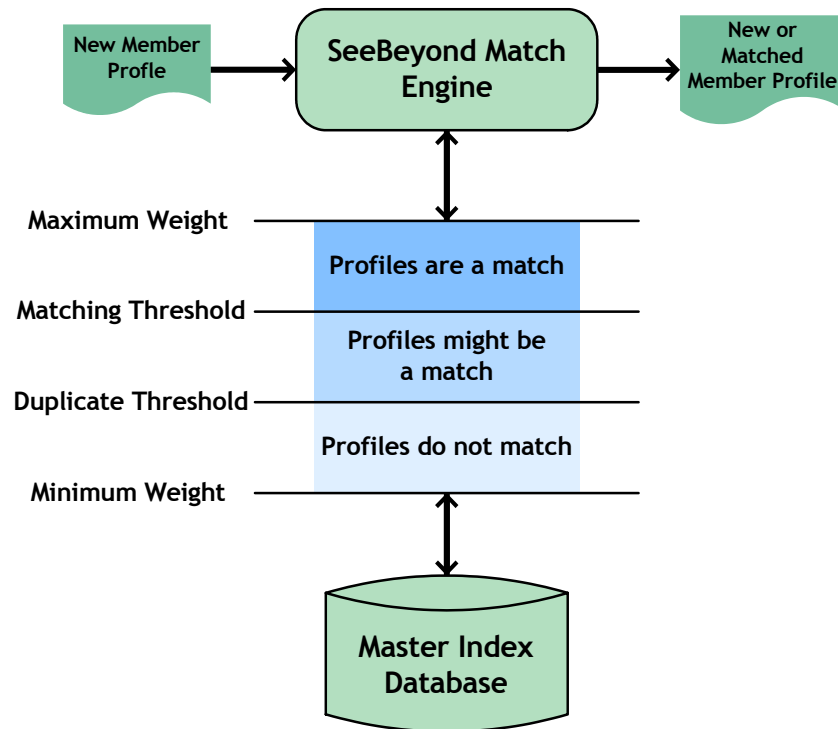 New Member
Profle
SeeBeyond Match
Engine
New or
Matched
Member Profile
Maximum Weight
Profiles are a match
Matching Threshold
Profiles might be
a match
Duplicate Threshold
Profiles do not match
Minimum Weight
Master Index
Database